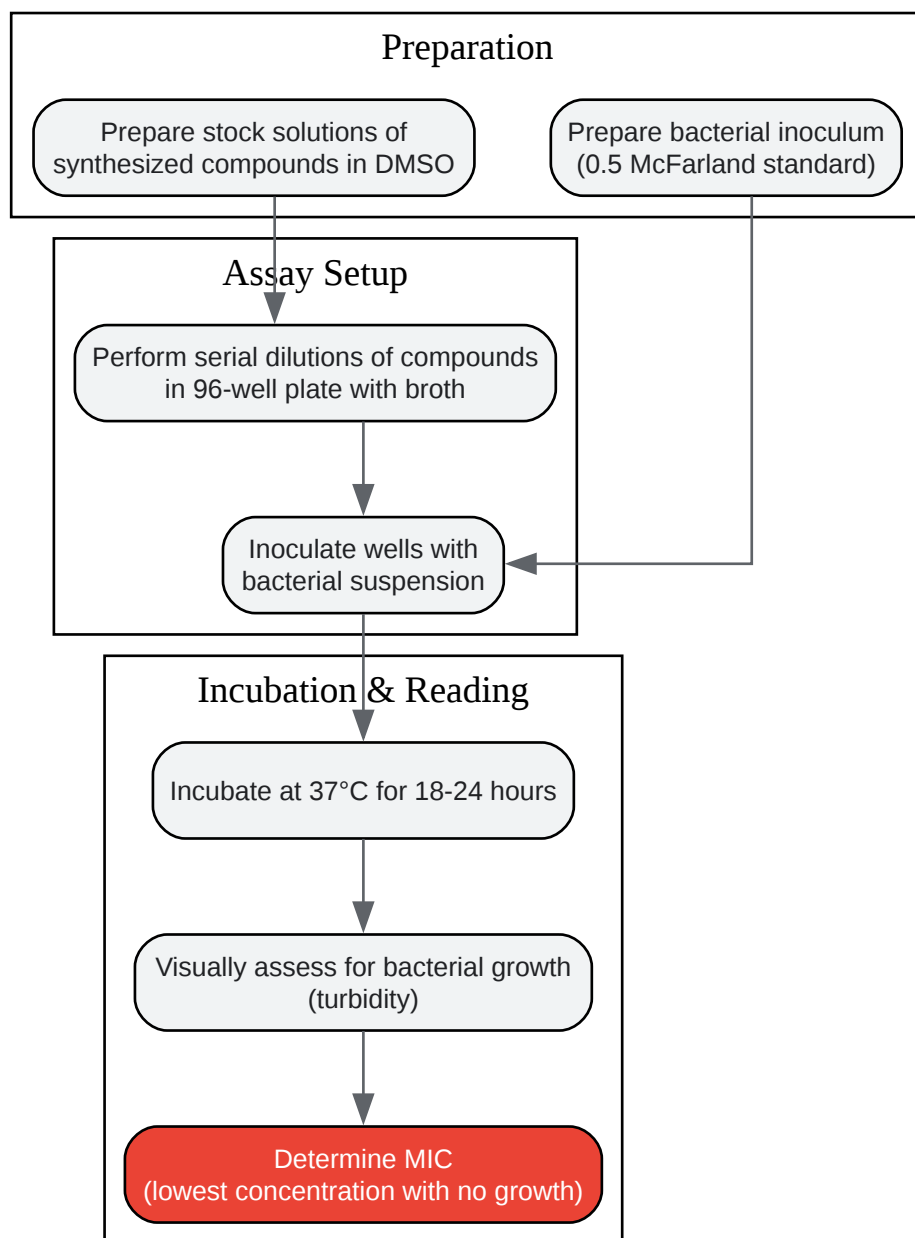 Preparation
Prepare stock solutions of
synthesized compounds in DMSO
Prepare bacterial inoculum
(0.5 McFarland standard)
Assay Setup
Perform serial dilutions of compounds
in 96-well plate with broth
Inoculate wells with
bacterial suspension
Incubation & Reading
Incubate at 37°C for 18-24 hours
Visually assess for bacterial growth
(turbidity)
Determine MIC
(lowest concentration with no growth)